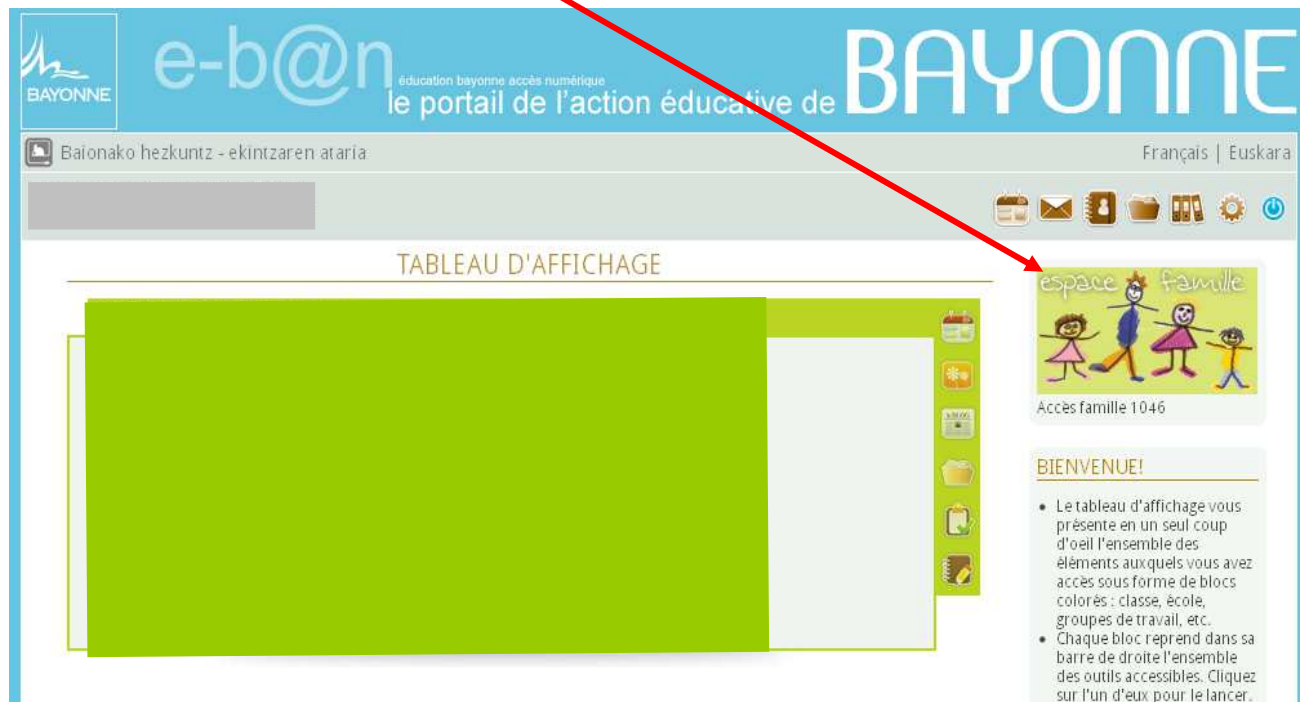 BAYONNE
e-b@n
éducation bayonne accès numérique
le portail de l'action éducative de BAYONNE
Baionako hezkuntz - ekintzaren ataria
Français | Euskara
TABLEAU D'AFFICHAGE
espace famille
Accès famille 1046
BIENVENUE!
• Le tableau d'affichage vous
présente en un seul coup
d'oeil l'ensemble des
éléments auxquels vous avez
accès sous forme de blocs
colorés : classe, école,
groupes de travail, etc.
• Chaque bloc reprend dans sa
barre de droite l'ensemble
des outils accessibles. Cliquez
sur l'un d'eux pour le lancer.